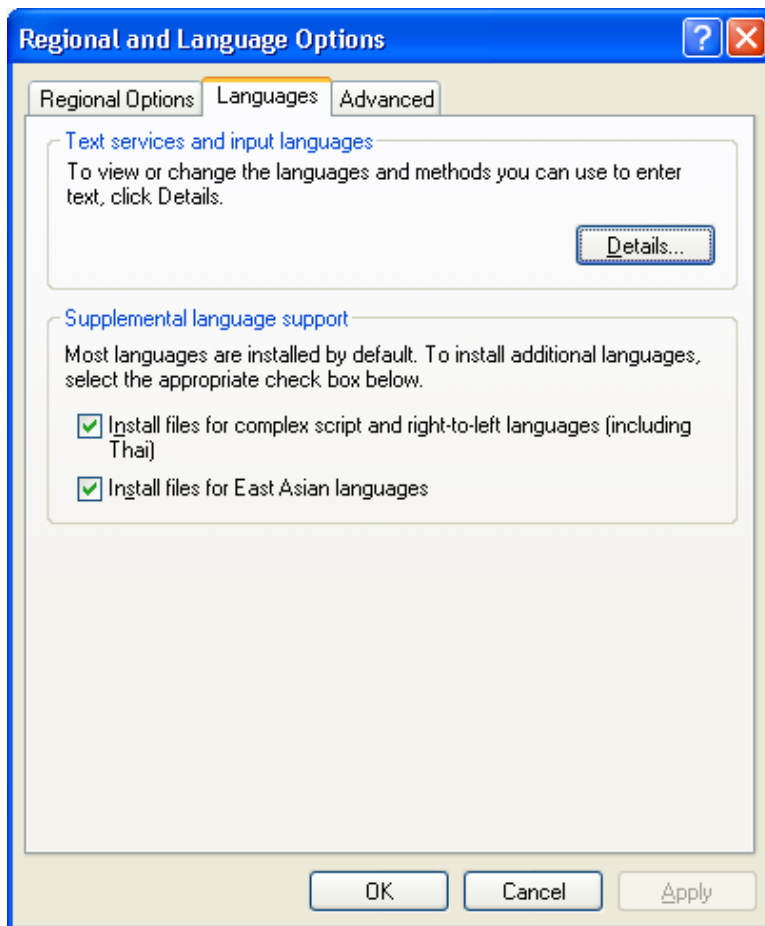 Regional and Language Options
Regional Options Languages Advanced
Text services and input languages
To view or change the languages and methods you can use to enter
text, click Details.
Details...
Supplemental language support
Most languages are installed by default. To install additional languages,
select the appropriate check box below.
Install files for complex script and right-to-left languages (including
Thai)
Install files for East Asian languages
OK Cancel Apply